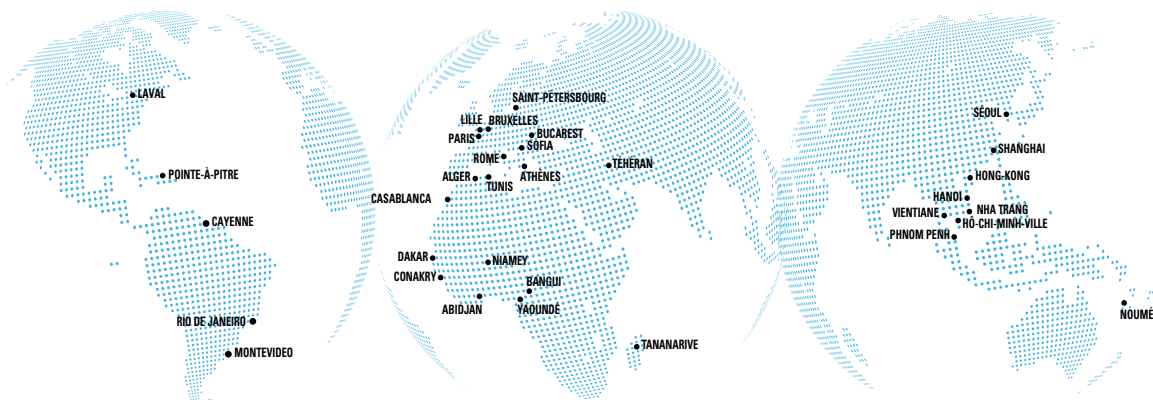 LAVAL
POINTE-À-PITRE
CAYENNE
RIO DE JANEIRO
MONTEVIDEO
SAINT-PÉTERSBOURG
LILLE
BRUXELLES
PARIS
BUCAREST
SOFIA
ROME
ATHÈNES
TÉHÉRAN
ALGER
TUNIS
CASABLANCA
DAKAR
NIAMEY
CONAKRY
BANGUI
ABIDJAN
YAOUNDÉ
TANANARIVE
SÉOUL
SHANGHAI
HONG-KONG
HANOI
VIENTIANE
NHA TRANG
HÔ-CHI-MINH-VILLE
PHNOM PENH
NOUMÉ